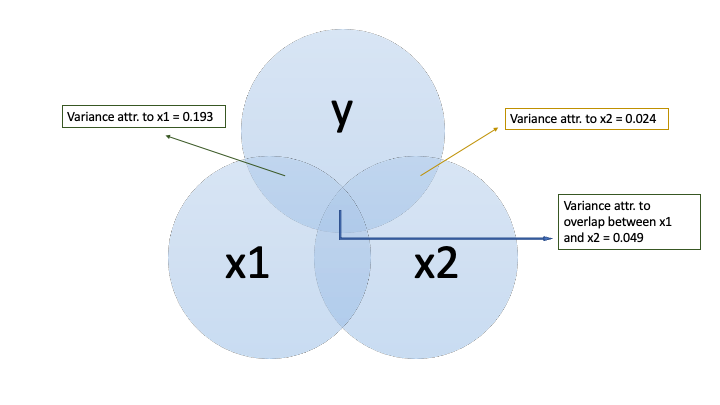 y
Variance attr. to x1 = 0.193
Variance attr. to x2 = 0.024
Variance attr. to
overlap between x1
and x2 = 0.049
x1
x2